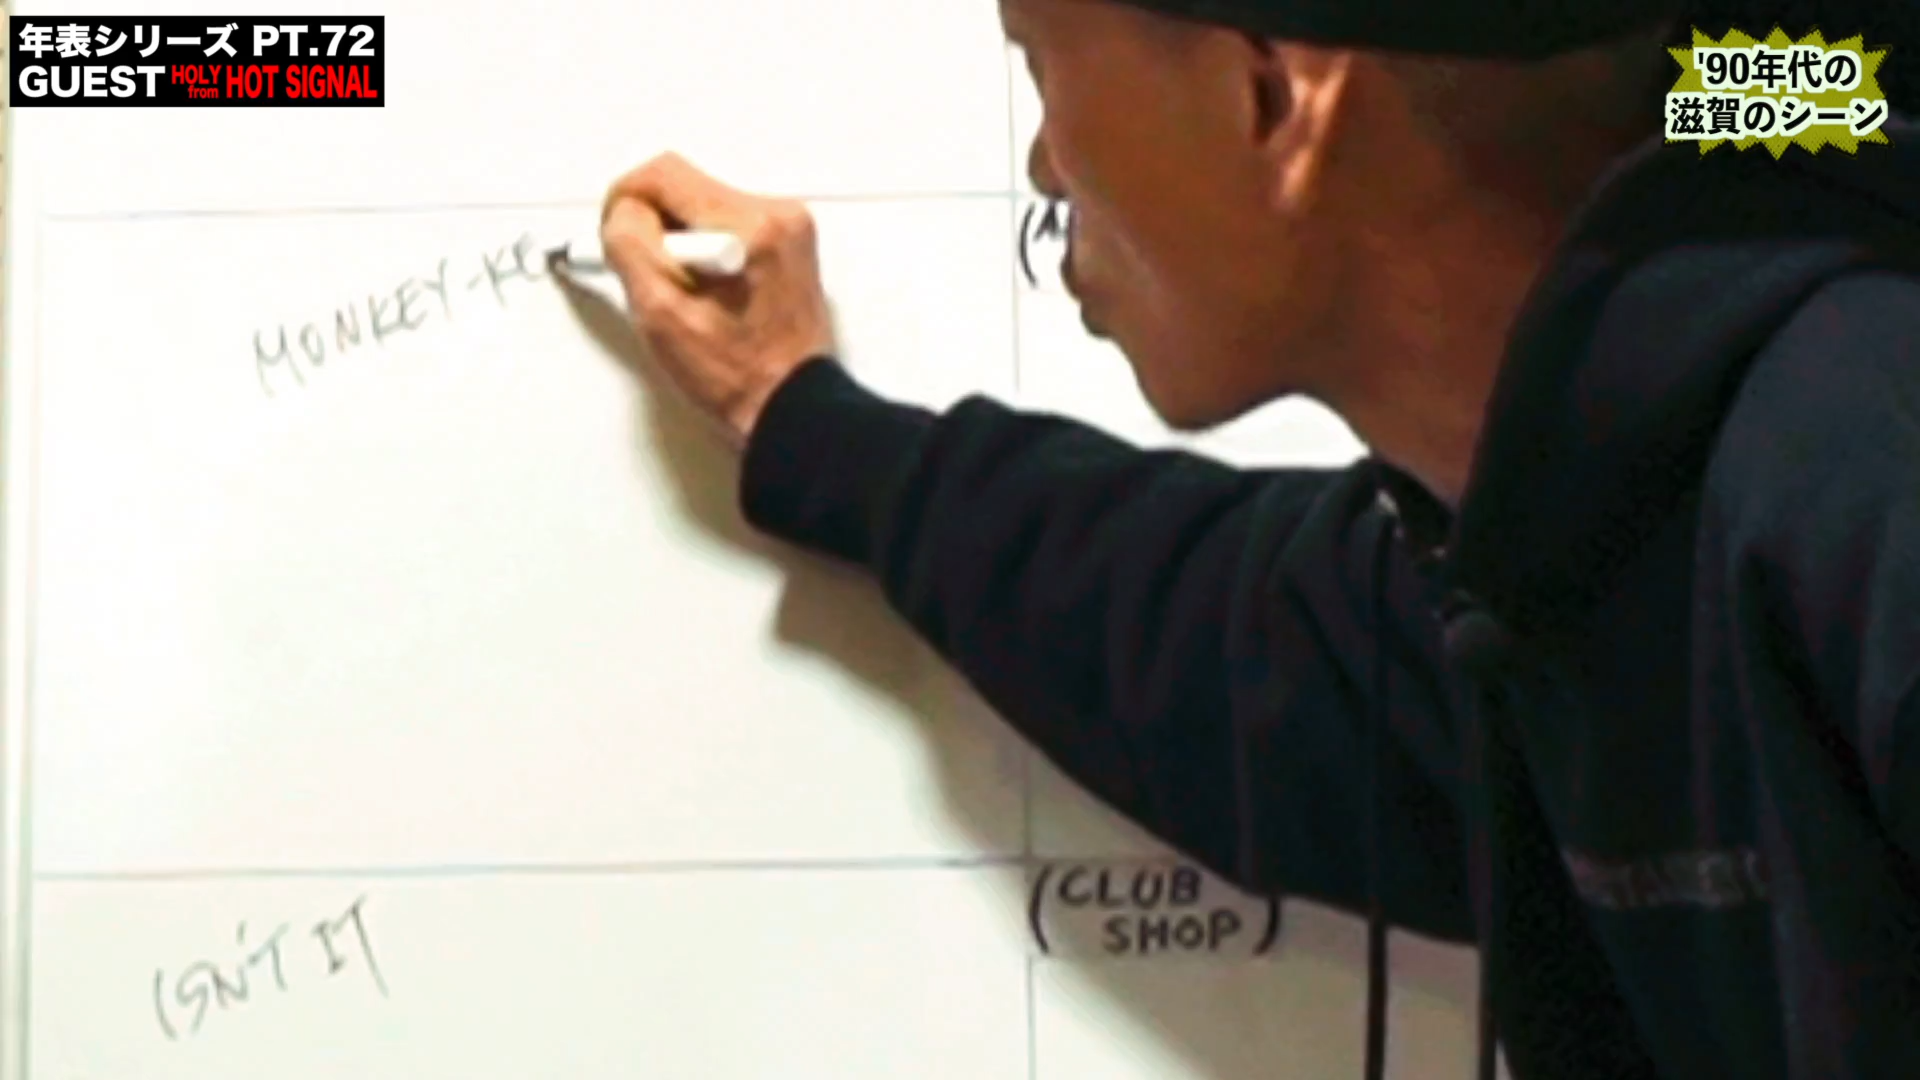 年表シリーズ PT.72
GUEST HOLY from HOT SIGNAL
'90年代の
滋賀のシーン
MONKEY-KE
(CLUB
SHOP)
ISN'T IT